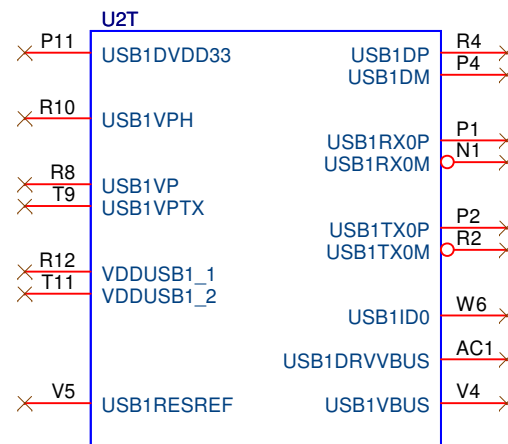 U2T
P11 USB1DVDD33 USB1DP R4
USB1DM P4
R10 USB1VPH
USB1RX0P P1
USB1RX0M N1
R8 USB1VP
T9 USB1VPTX
USB1TX0P P2
USB1TX0M R2
R12 VDDUSB1_1
T11 VDDUSB1_2
USB1ID0 W6
USB1DRVVBUS AC1
V5 USB1RESREF USB1VBUS V4